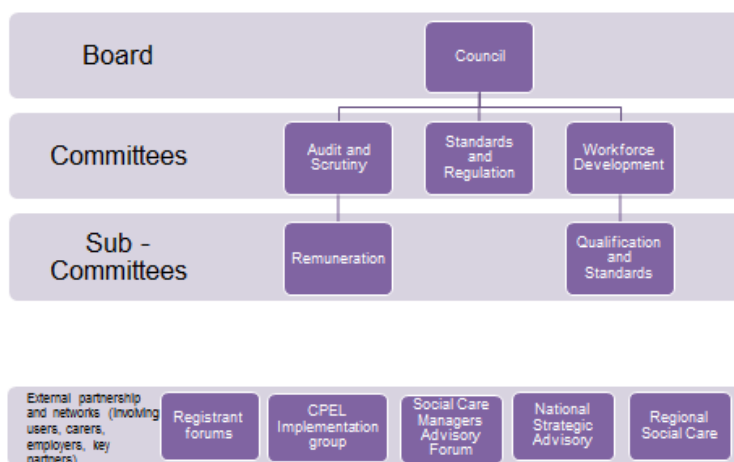 Board
Council
Committees
Audit and
Scrutiny
Standards
and
Regulation
Workforce
Development
Sub -
Committees
Remuneration
Qualification
and
Standards
External partnership
and networks (Involving
users, carers,
employers, key
partners)
Registrant
forums
CPEL
Implementation
group
Social Care
Managers
Advisory
Forum
National
Strategic
Advisory
Regional
Social Care